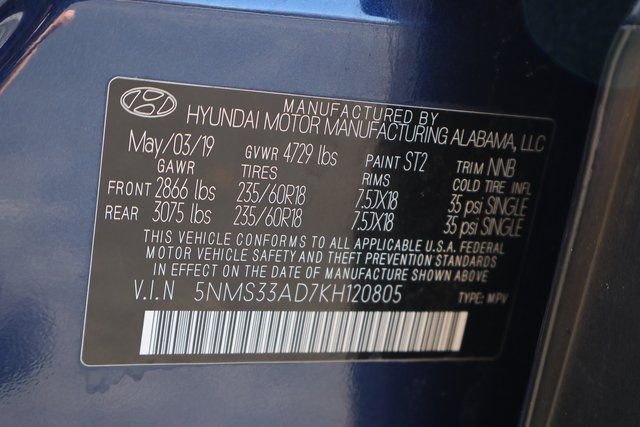 MANUFACTURED BY
HYUNDAI MOTOR MANUFACTURING ALABAMA, LLC
May/03/19 GVWR 4729 lbs PAINT ST2 TRIM NNB
GAWR TIRES RIMS COLD TIRE INFL
FRONT 2866 lbs 235/60R18 7.5JX18 35 psi SINGLE
REAR 3075 lbs 235/60R18 7.5JX18 35 psi SINGLE
THIS VEHICLE CONFORMS TO ALL APPLICABLE U.S.A. FEDERAL
MOTOR VEHICLE SAFETY AND THEFT PREVENTION STANDARDS
IN EFFECT ON THE DATE OF MANUFACTURE SHOWN ABOVE
V.I.N 5NMS33AD7KH120805 TYPE: MPV